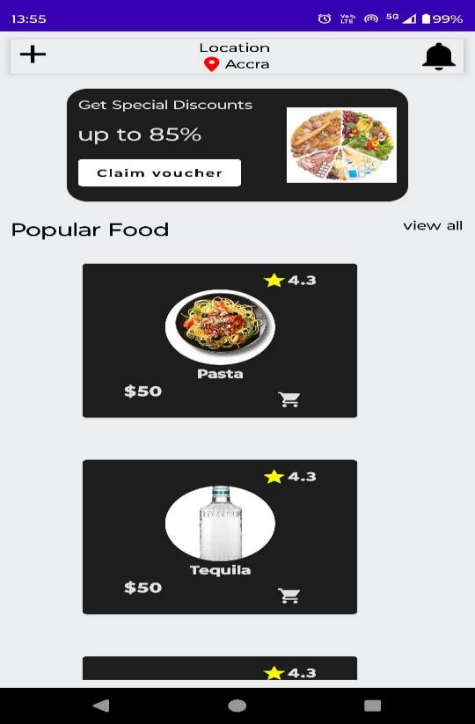 13:55
5G 99%
Location
Accra
Get Special Discounts
up to 85%
Claim voucher
Popular Food
view all
4.3
Pasta
$50
4.3
Tequila
$50
4.3